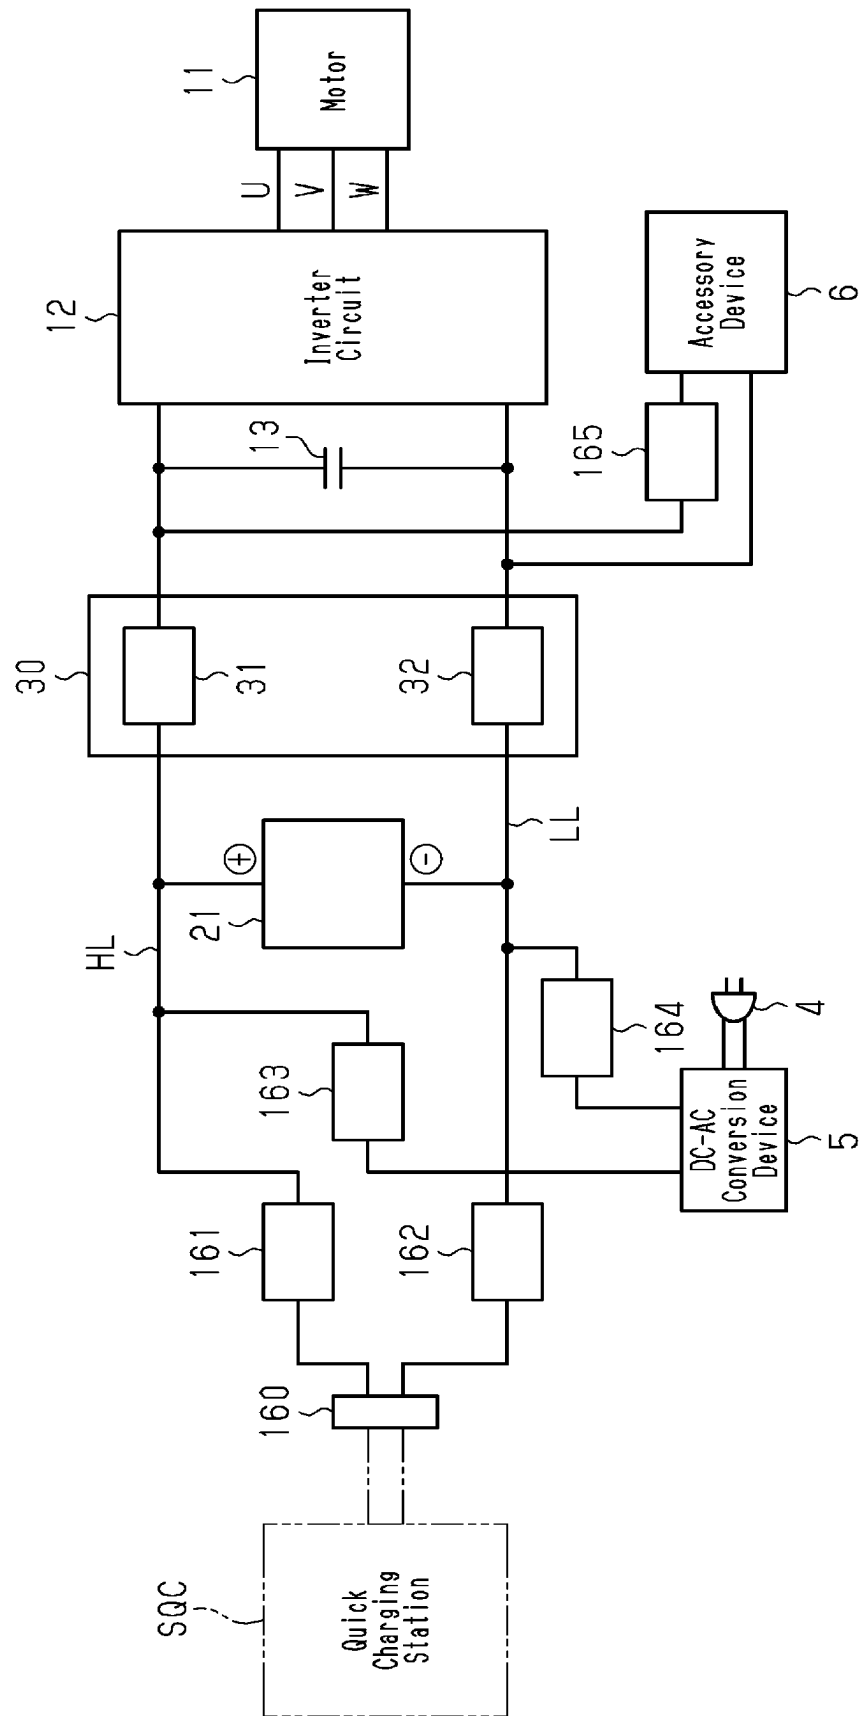 SQC
Quick
Charging
Station
160
161
162
163
HL
21
+
-
LL
164
4
DC-AC
Conversion
Device
5
30
31
32
13
165
12
Inverter
Circuit
U
V
W
11
Motor
Accessory
Device
6